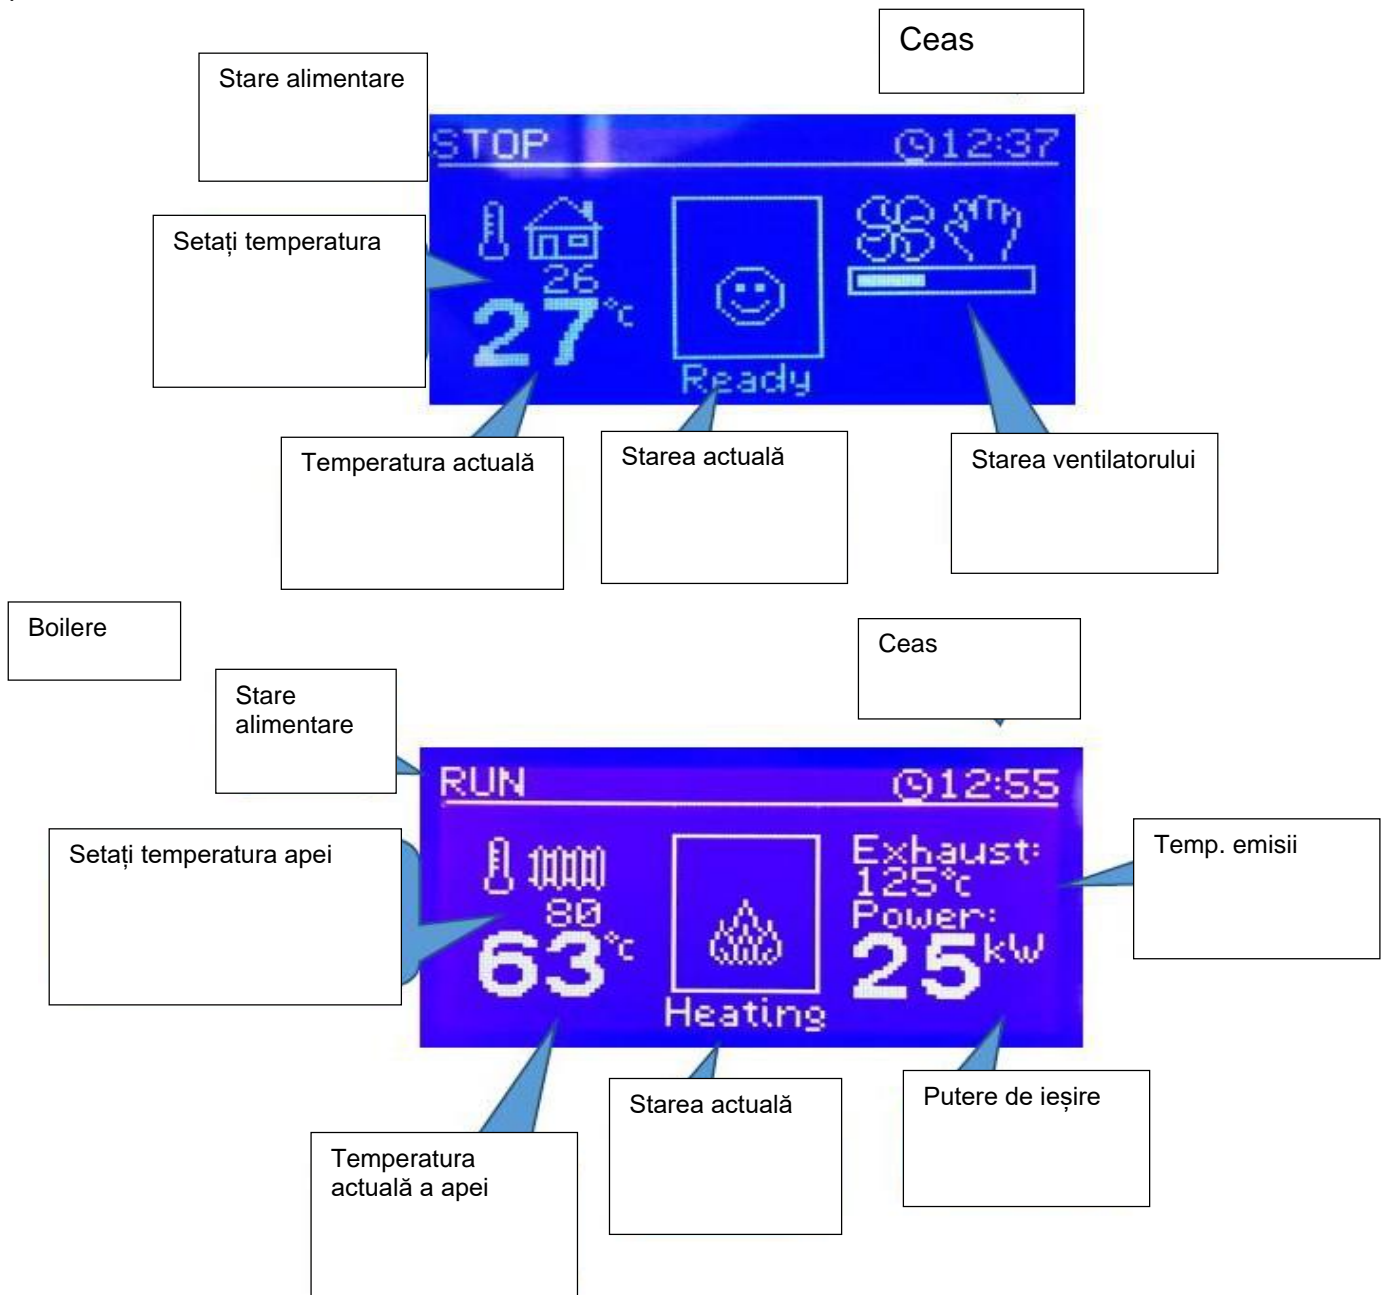 Ceas
Stare alimentare
STOP
12:37
Setați temperatura
26
27°c
Ready
Temperatura actuală
Starea actuală
Starea ventilatorului
Boilere
Ceas
Stare
alimentare
RUN
12:55
Setați temperatura apei
80
63°c
Heating
Exhaust:
125°c
Power:
25kW
Temp. emisii
Temperatura
actuală a apei
Starea actuală
Putere de ieșire